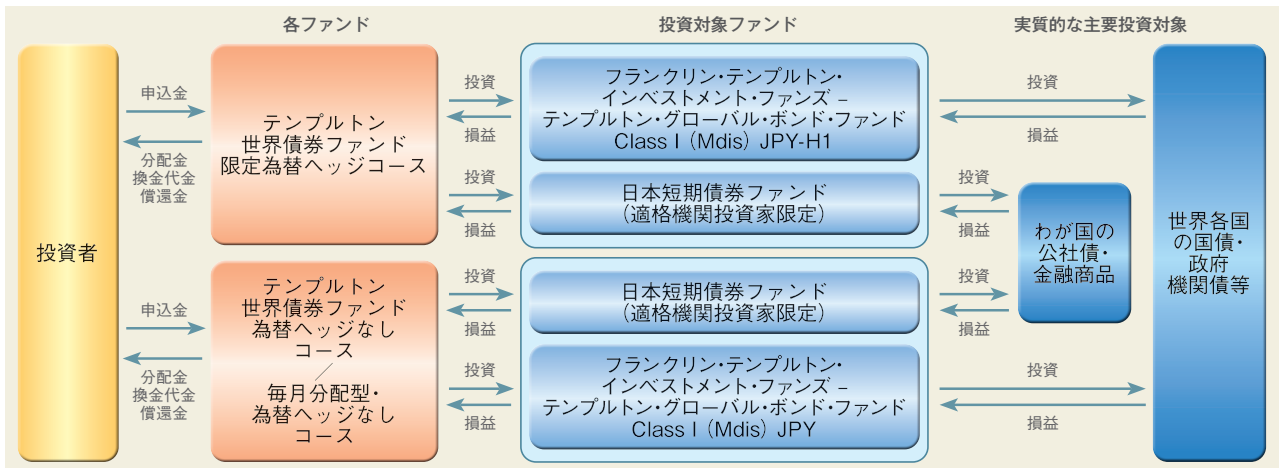 各ファンド
投資対象ファンド
実質的な主要投資対象
投資者
申込金
分配金
換金代金
償還金
テンプルトン
世界債券ファンド
限定為替ヘッジコース
投資
損益
フランクリン・テンプルトン・
インベストメント・ファンズ –
テンプルトン・グローバル・ボンド・ファンド
Class I (Mdis) JPY-H1
投資
損益
投資
損益
日本短期債券ファンド
(適格機関投資家限定)
投資
損益
わが国の
公社債・
金融商品
世界各国
の国債・
政府
機関債等
申込金
分配金
換金代金
償還金
テンプルトン
世界債券ファンド
為替ヘッジなし
コース
／
毎月分配型・
為替ヘッジなし
コース
投資
損益
日本短期債券ファンド
(適格機関投資家限定)
投資
損益
投資
損益
フランクリン・テンプルトン・
インベストメント・ファンズ –
テンプルトン・グローバル・ボンド・ファンド
Class I (Mdis) JPY
投資
損益